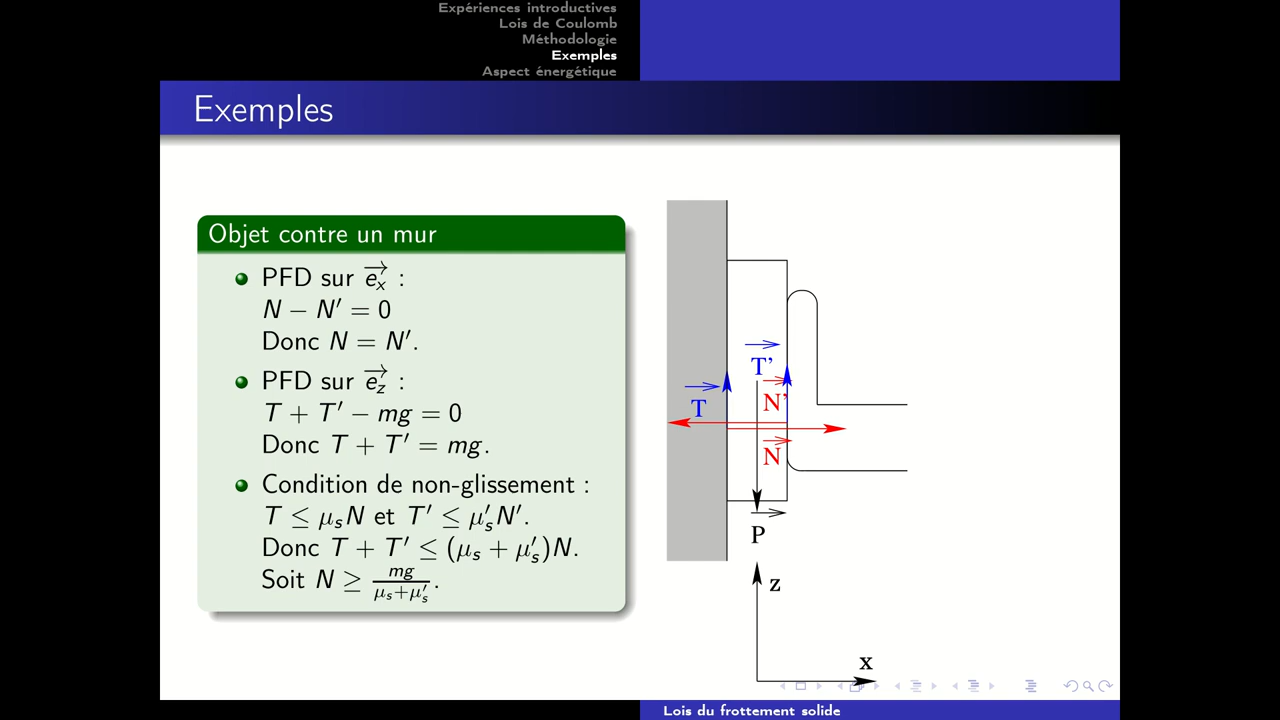 Expériences introductives
Lois de Coulomb
Méthodologie
Exemples
Aspect énergétique
Exemples
Objet contre un mur
PFD sur $\overrightarrow{e_x}$ :
N − N′ = 0
Donc N = N′.
PFD sur $\overrightarrow{e_z}$ :
T + T′ − mg = 0
Donc T + T′ = mg.
Condition de non-glissement :
$T \leq \mu_s N$ et $T' \leq \mu'_s N'$.
Donc $T + T' \leq (\mu_s + \mu'_s)N$.
Soit $N \geq \frac{mg}{\mu_s + \mu'_s}$.
T'
T
N'
N
P
z
x
Lois du frottement solide